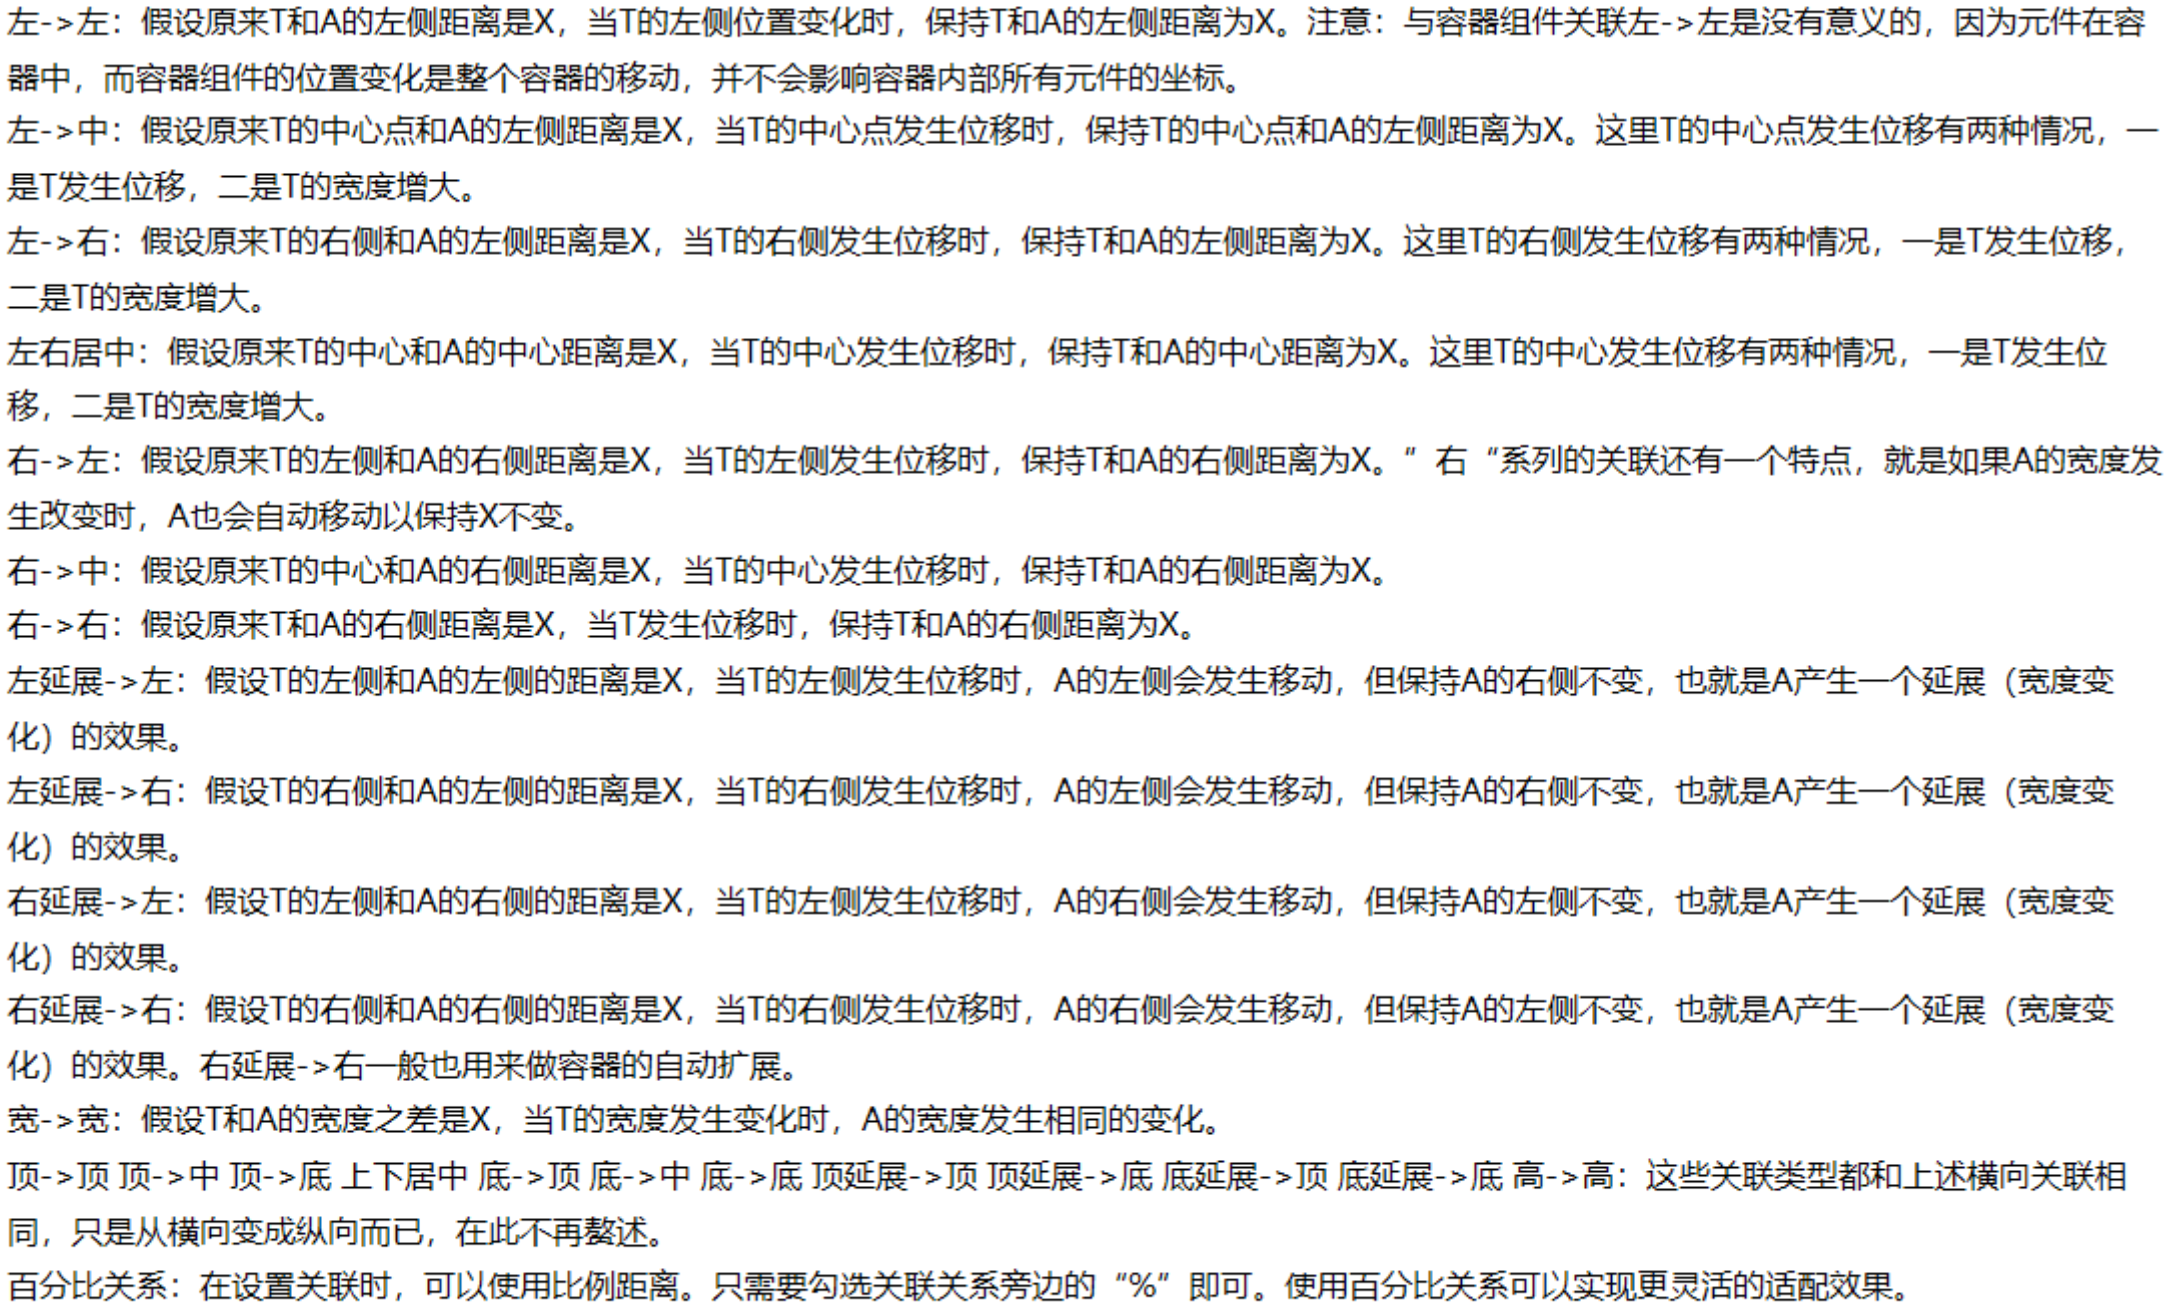 左->左：假设原来T和A的左侧距离是X，当T的左侧位置变化时，保持T和A的左侧距离为X。注意：与容器组件关联左->左是没有意义的，因为元件在容
器中，而容器组件的位置变化是整个容器的移动，并不会影响容器内部所有元件的坐标。
左->中：假设原来T的中心点和A的左侧距离是X，当T的中心点发生位移时，保持T的中心点和A的左侧距离为X。这里T的中心点发生位移有两种情况，一
是T发生位移，二是T的宽度增大。
左->右：假设原来T的右侧和A的左侧距离是X，当T的右侧发生位移时，保持T和A的左侧距离为X。这里T的右侧发生位移有两种情况，一是T发生位移，
二是T的宽度增大。
左右居中：假设原来T的中心和A的中心距离是X，当T的中心发生位移时，保持T和A的中心距离为X。这里T的中心发生位移有两种情况，一是T发生位
移，二是T的宽度增大。
右->左：假设原来T的左侧和A的右侧距离是X，当T的左侧发生位移时，保持T和A的右侧距离为X。”右“系列的关联还有一个特点，就是如果A的宽度发
生改变时，A也会自动移动以保持X不变。
右->中：假设原来T的中心和A的右侧距离是X，当T的中心发生位移时，保持T和A的右侧距离为X。
右->右：假设原来T和A的右侧距离是X，当T发生位移时，保持T和A的右侧距离为X。
左延展->左：假设T的左侧和A的左侧的距离是X，当T的左侧发生位移时，A的左侧会发生移动，但保持A的右侧不变，也就是A产生一个延展（宽度变
化）的效果。
左延展->右：假设T的右侧和A的左侧的距离是X，当T的右侧发生位移时，A的左侧会发生移动，但保持A的右侧不变，也就是A产生一个延展（宽度变
化）的效果。
右延展->左：假设T的左侧和A的右侧的距离是X，当T的左侧发生位移时，A的右侧会发生移动，但保持A的左侧不变，也就是A产生一个延展（宽度变
化）的效果。
右延展->右：假设T的右侧和A的右侧的距离是X，当T的右侧发生位移时，A的右侧会发生移动，但保持A的左侧不变，也就是A产生一个延展（宽度变
化）的效果。右延展->右一般也用来做容器的自动扩展。
宽->宽：假设T和A的宽度之差是X，当T的宽度发生变化时，A的宽度发生相同的变化。
顶->顶 顶->中 顶->底 上下居中 底->顶 底->中 底->底 顶延展->顶 顶延展->底 底延展->顶 底延展->底 高->高：这些关联类型都和上述横向关联相
同，只是从横向变成纵向而已，在此不再赘述。
百分比关系：在设置关联时，可以使用比例距离。只需要勾选关联关系旁边的“%”即可。使用百分比关系可以实现更灵活的适配效果。